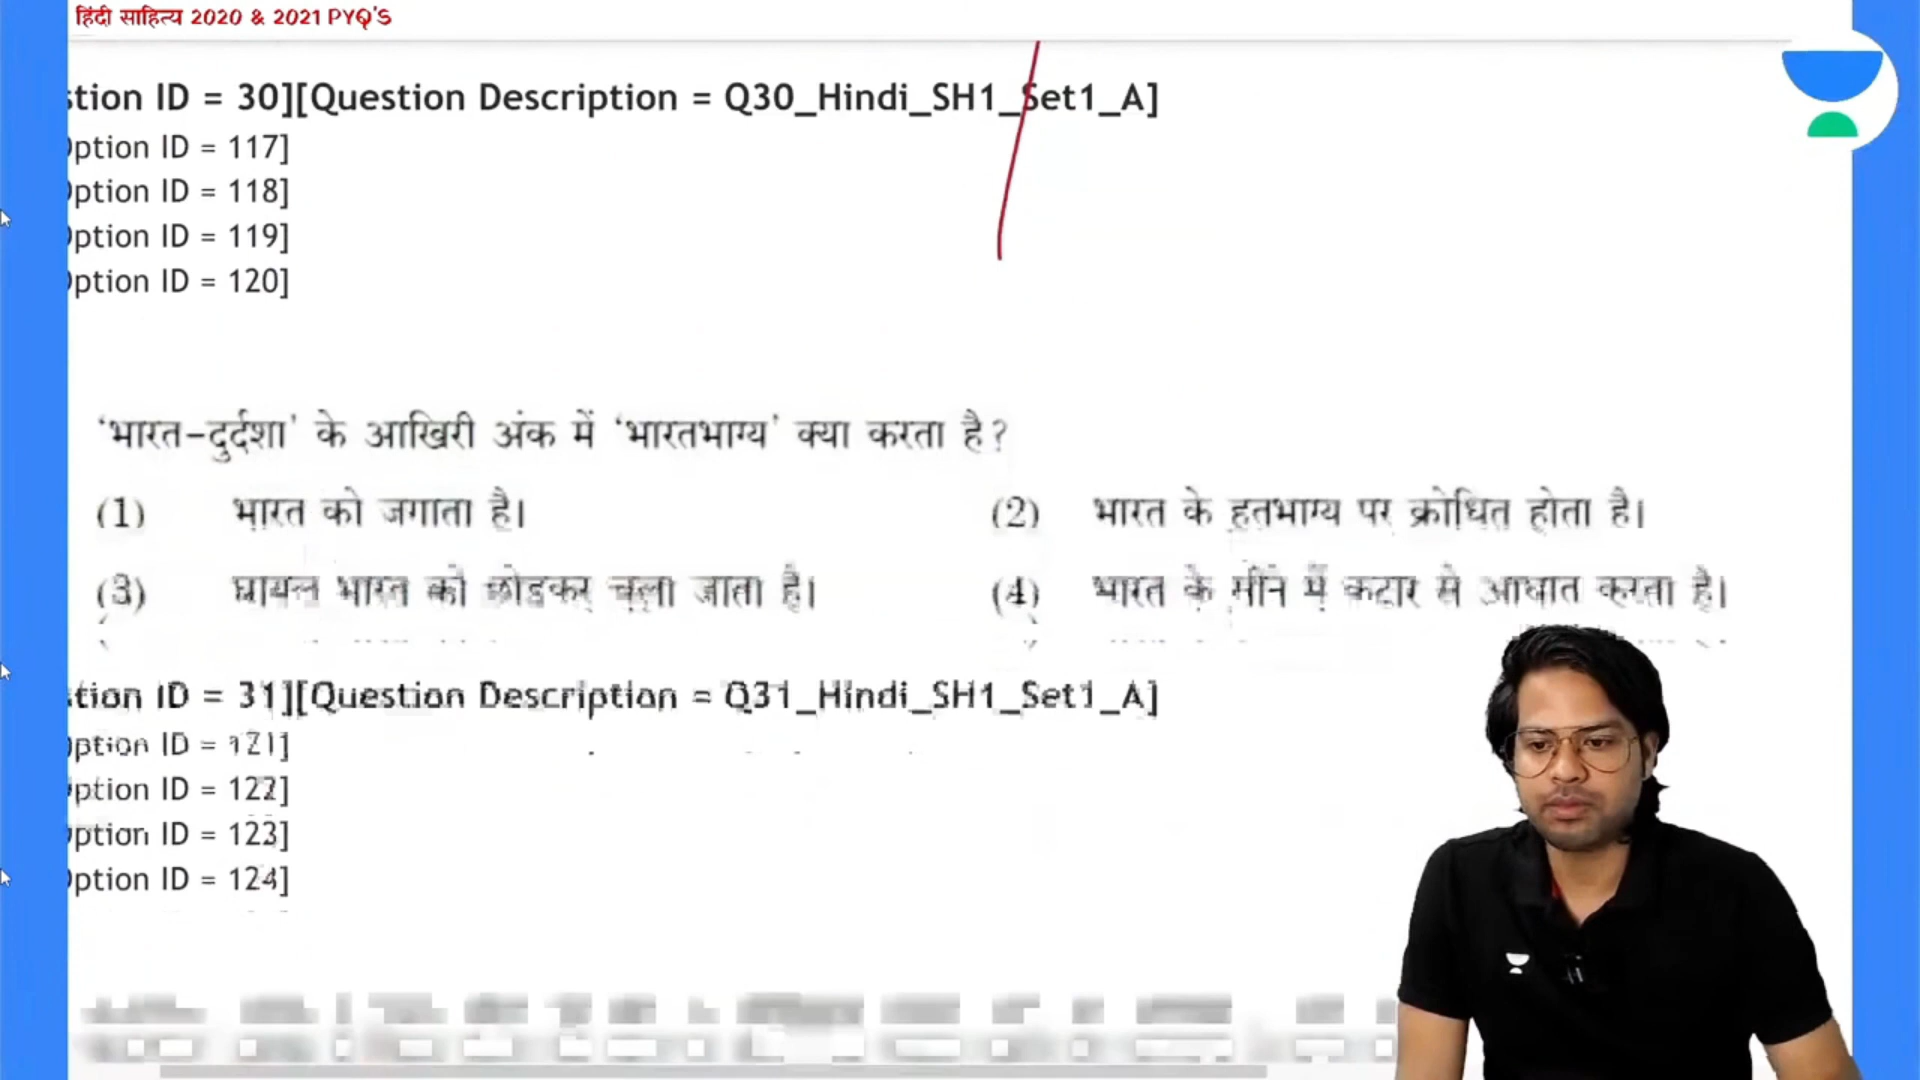 हिंदी साहित्य 2020 & 2021 PYQ'S
stion ID = 30][Question Description = Q30_Hindi_SH1_Set1_A]
ption ID = 117]
ption ID = 118]
ption ID = 119]
ption ID = 120]
'भारत-दुर्दशा' के आखिरी अंक में 'भारतभाग्य' क्या करता है?
(1) भारत को जगाता है।
(2) भारत के हतभाग्य पर क्रोधित होता है।
(3) घायल भारत को छोड़कर चला जाता है।
(4) भारत के सीने में कटार से आघात करता है।
tion ID = 31][Question Description = Q31_Hindi_SH1_Set1_A]
ption ID = 121]
ption ID = 122]
ption ID = 123]
ption ID = 124]